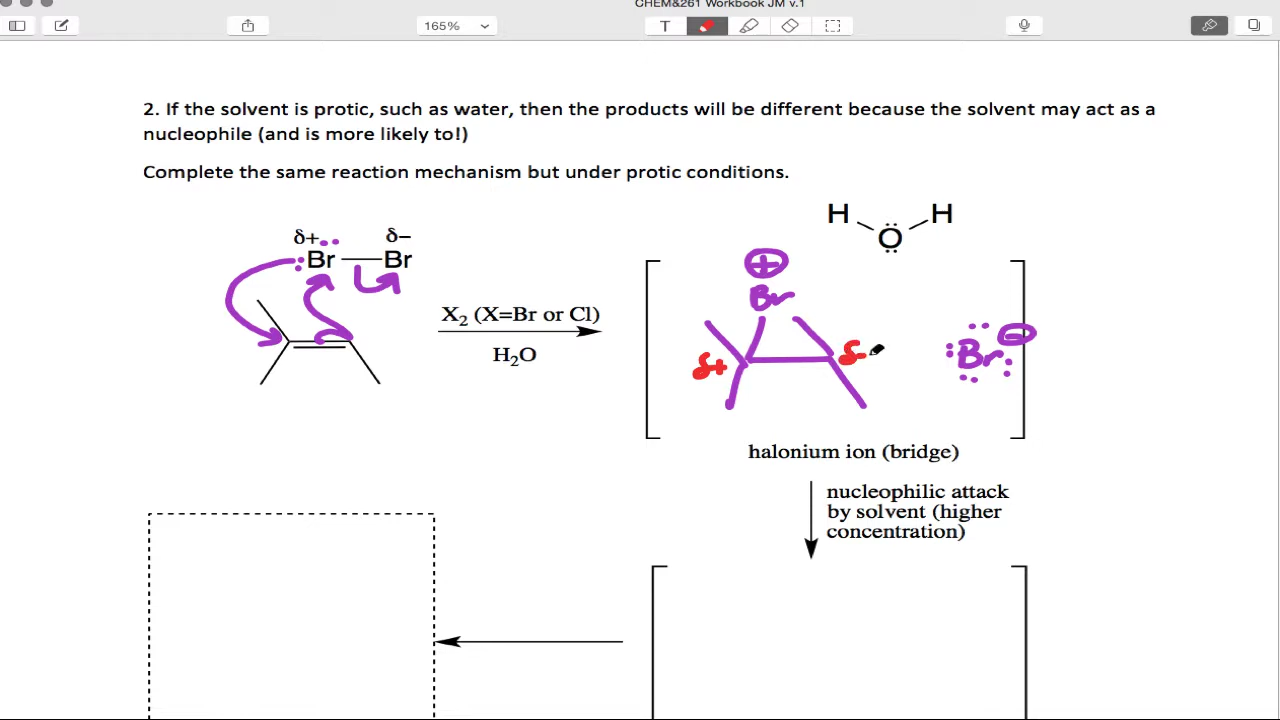 CHEM&261 Workbook JM v.1
165%
T
2. If the solvent is protic, such as water, then the products will be different because the solvent may act as a
nucleophile (and is more likely to!)
Complete the same reaction mechanism but under protic conditions.
H H
O
δ+ δ−
Br Br
+
Br
X₂ (X=Br or Cl)
H₂O
δ+ δ-
Br −
halonium ion (bridge)
nucleophilic attack
by solvent (higher
concentration)